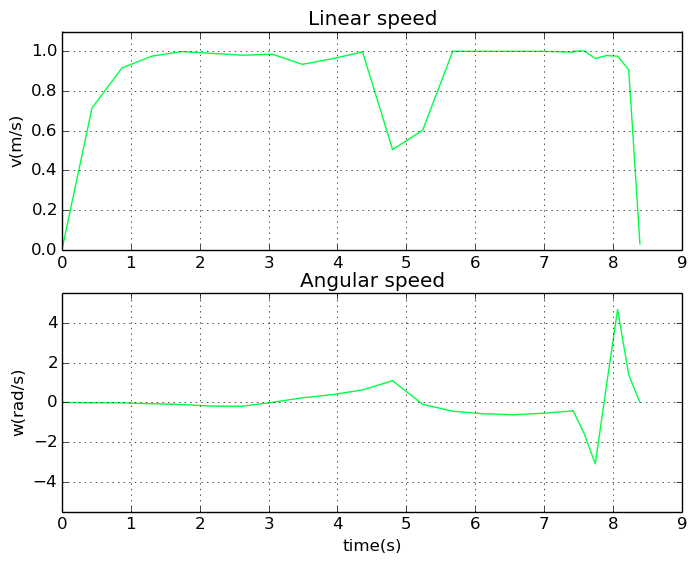 Linear speed
1.0
0.8
0.6
0.4
0.2
0.0
v(m/s)
0 1 2 3 4 5 6 7 8 9
Angular speed
4
2
0
−2
−4
w(rad/s)
0 1 2 3 4 5 6 7 8 9
time(s)